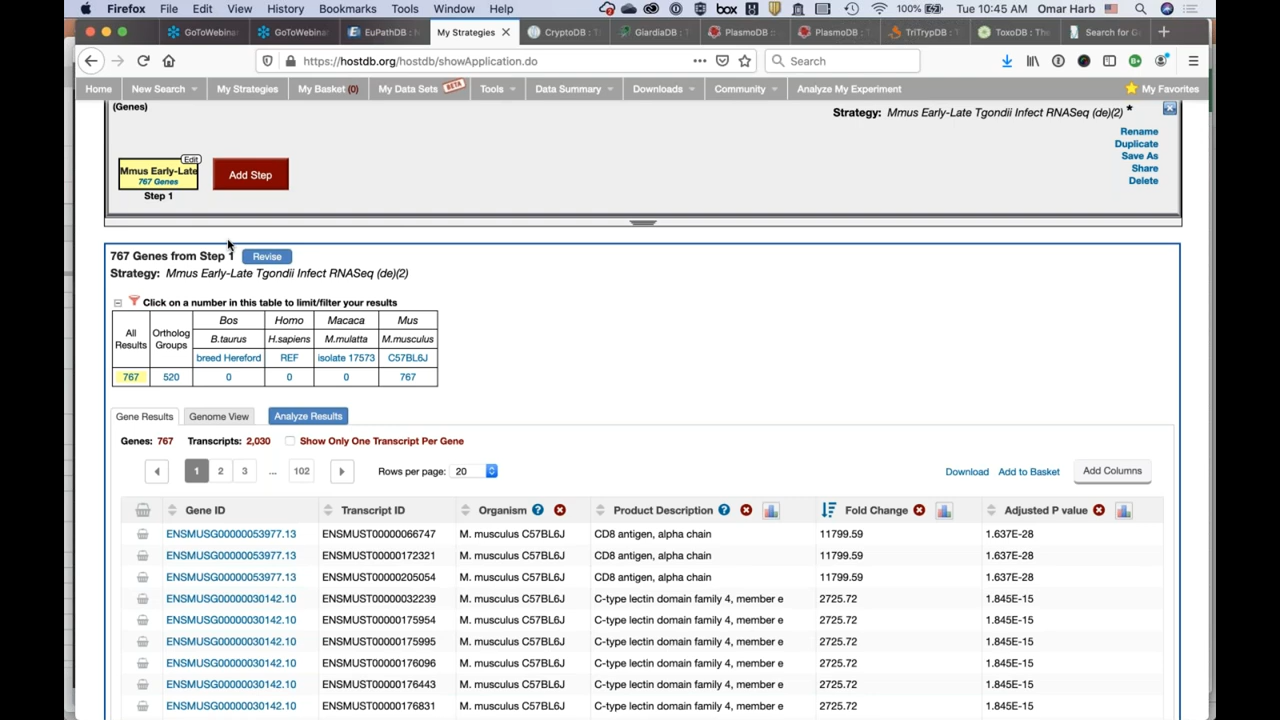 Firefox File Edit View History Bookmarks Tools Window Help box 100% Tue 10:45 AM Omar Harb
GoToWebinar GoToWebinar EuPathDB : My Strategies CryptoDB : T GiardiaDB : T PlasmoDB :: PlasmoDB :: TriTrypDB : T ToxoDB : The Search for Ge
https://hostdb.org/hostdb/showApplication.do Search
Home New Search My Strategies My Basket (0) My Data Sets BETA Tools Data Summary Downloads Community Analyze My Experiment My Favorites
(Genes)
Strategy: Mmus Early-Late Tgondii Infect RNASeq (de)(2) *
Rename
Duplicate
Save As
Share
Delete
Edit
Mmus Early-Late
767 Genes
Step 1
Add Step
767 Genes from Step 1 Revise
Strategy: Mmus Early-Late Tgondii Infect RNASeq (de)(2)
Click on a number in this table to limit/filter your results
All Results Ortholog Groups Bos Homo Macaca Mus
B.taurus H.sapiens M.mulatta M.musculus
breed Hereford REF isolate 17573 C57BL6J
767 520 0 0 0 767
Gene Results Genome View Analyze Results
Genes: 767 Transcripts: 2,030 Show Only One Transcript Per Gene
1 2 3 ... 102 Rows per page: 20 Download Add to Basket Add Columns
Gene ID Transcript ID Organism Product Description Fold Change Adjusted P value
ENSMUSG00000053977.13 ENSMUST00000066747 M. musculus C57BL6J CD8 antigen, alpha chain 11799.59 1.637E-28
ENSMUSG00000053977.13 ENSMUST00000172321 M. musculus C57BL6J CD8 antigen, alpha chain 11799.59 1.637E-28
ENSMUSG00000053977.13 ENSMUST00000205054 M. musculus C57BL6J CD8 antigen, alpha chain 11799.59 1.637E-28
ENSMUSG00000030142.10 ENSMUST00000032239 M. musculus C57BL6J C-type lectin domain family 4, member e 2725.72 1.845E-15
ENSMUSG00000030142.10 ENSMUST00000175954 M. musculus C57BL6J C-type lectin domain family 4, member e 2725.72 1.845E-15
ENSMUSG00000030142.10 ENSMUST00000175995 M. musculus C57BL6J C-type lectin domain family 4, member e 2725.72 1.845E-15
ENSMUSG00000030142.10 ENSMUST00000176096 M. musculus C57BL6J C-type lectin domain family 4, member e 2725.72 1.845E-15
ENSMUSG00000030142.10 ENSMUST00000176443 M. musculus C57BL6J C-type lectin domain family 4, member e 2725.72 1.845E-15
ENSMUSG00000030142.10 ENSMUST00000176831 M. musculus C57BL6J C-type lectin domain family 4, member e 2725.72 1.845E-15